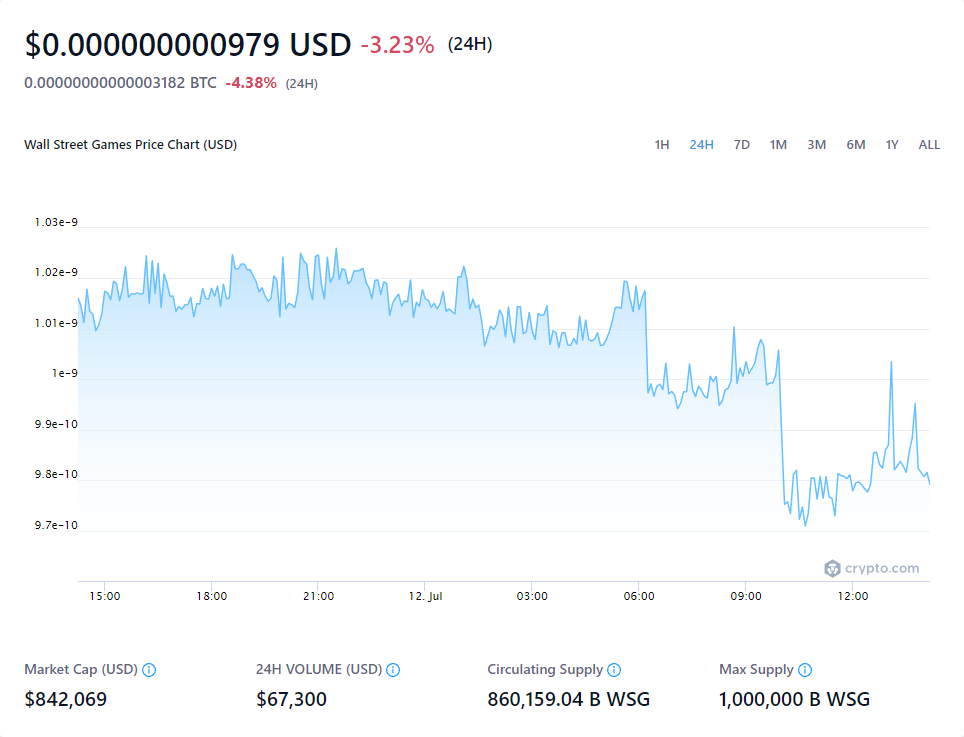 $0.000000000979 USD -3.23% (24H)
0.00000000000003182 BTC -4.38% (24H)
Wall Street Games Price Chart (USD) 1H 24H 7D 1M 3M 6M 1Y ALL
1.03e-9
1.02e-9
1.01e-9
1e-9
9.9e-10
9.8e-10
9.7e-10
crypto.com
15:00 18:00 21:00 12. Jul 03:00 06:00 09:00 12:00
Market Cap (USD) 24H VOLUME (USD) Circulating Supply Max Supply
$842,069 $67,300 860,159.04 B WSG 1,000,000 B WSG